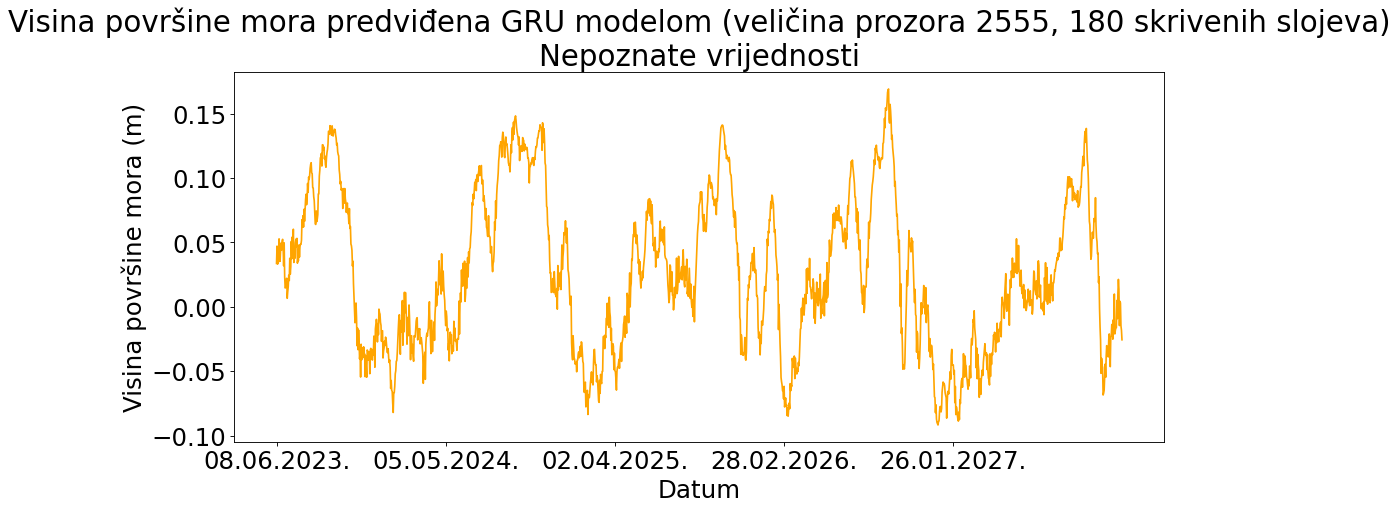 Visina površine mora predviđena GRU modelom (veličina prozora 2555, 180 skrivenih slojeva)
Nepoznate vrijednosti
Visina površine mora (m)
0.15
0.10
0.05
0.00
−0.05
−0.10
08.06.2023. 05.05.2024. 02.04.2025. 28.02.2026. 26.01.2027.
Datum